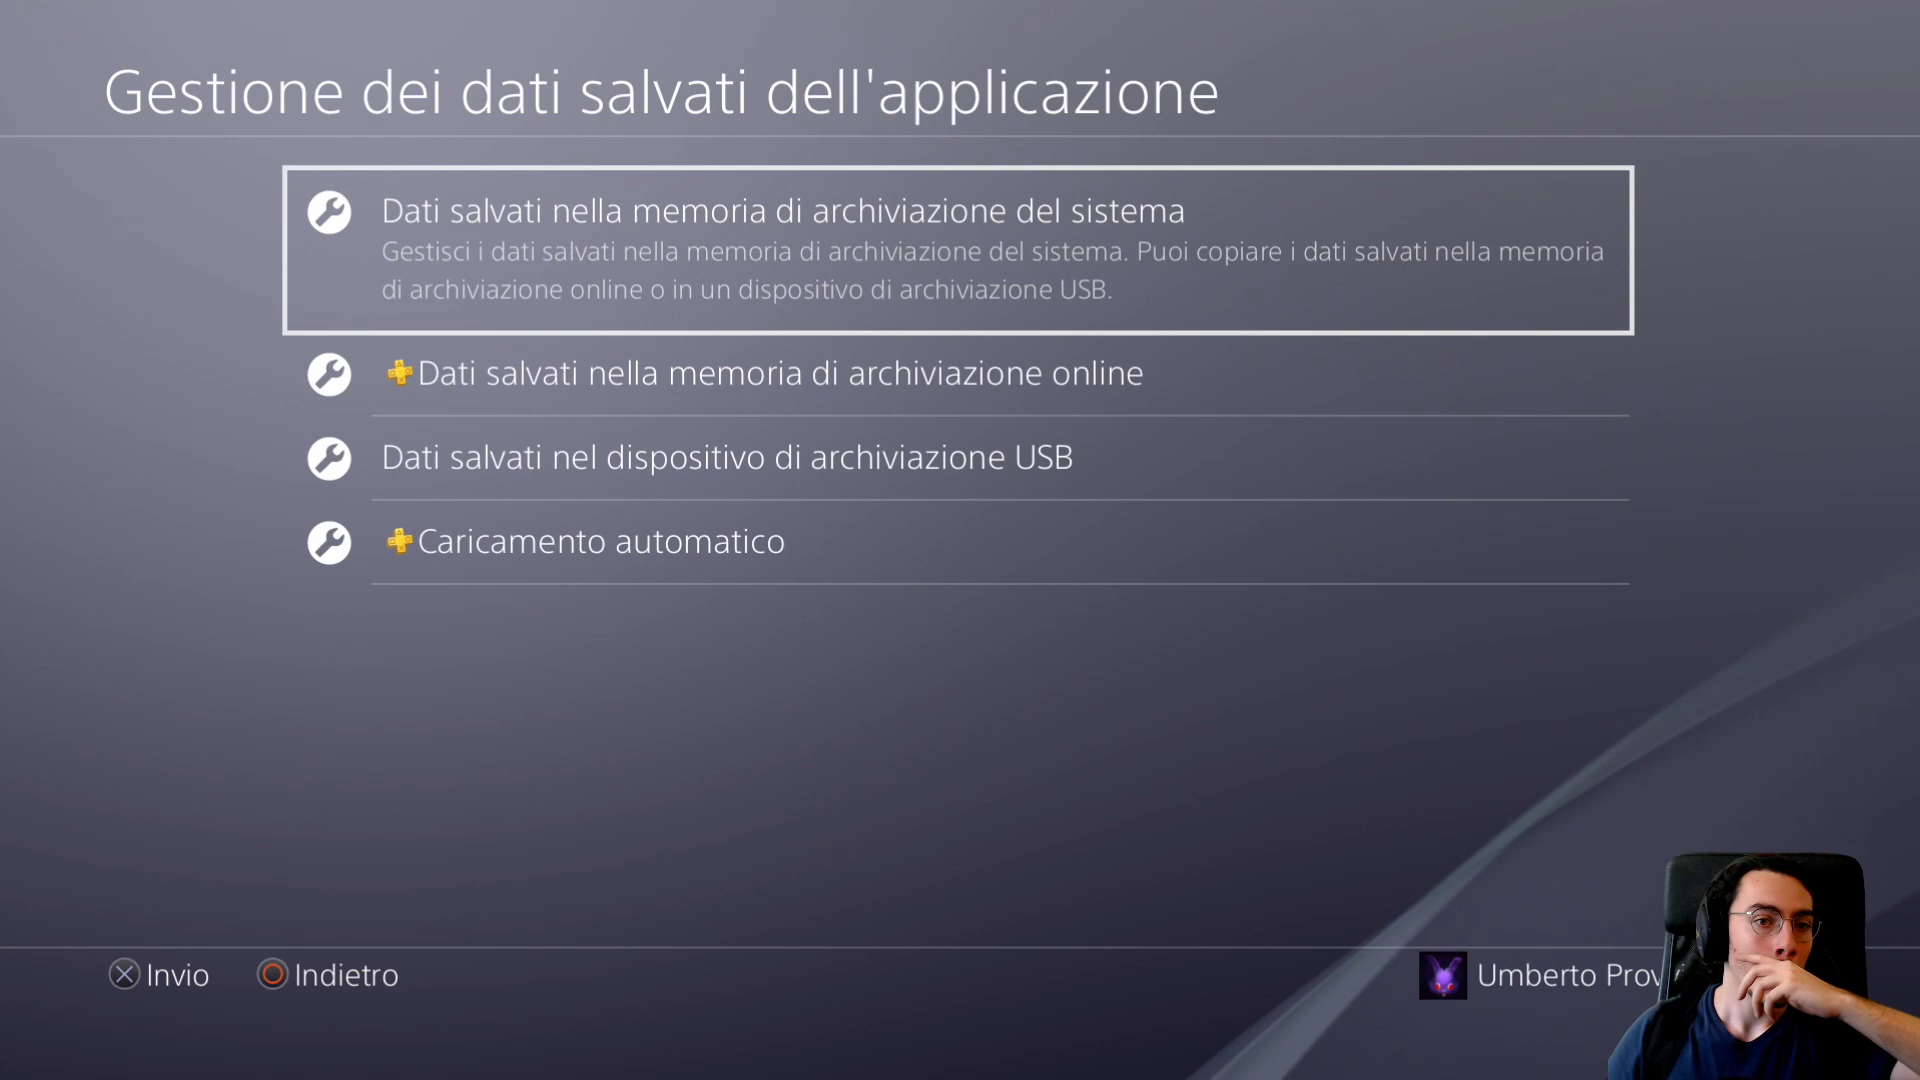 Gestione dei dati salvati dell'applicazione
Dati salvati nella memoria di archiviazione del sistema
Gestisci i dati salvati nella memoria di archiviazione del sistema. Puoi copiare i dati salvati nella memoria
di archiviazione online o in un dispositivo di archiviazione USB.
Dati salvati nella memoria di archiviazione online
Dati salvati nel dispositivo di archiviazione USB
Caricamento automatico
Invio
Indietro
Umberto